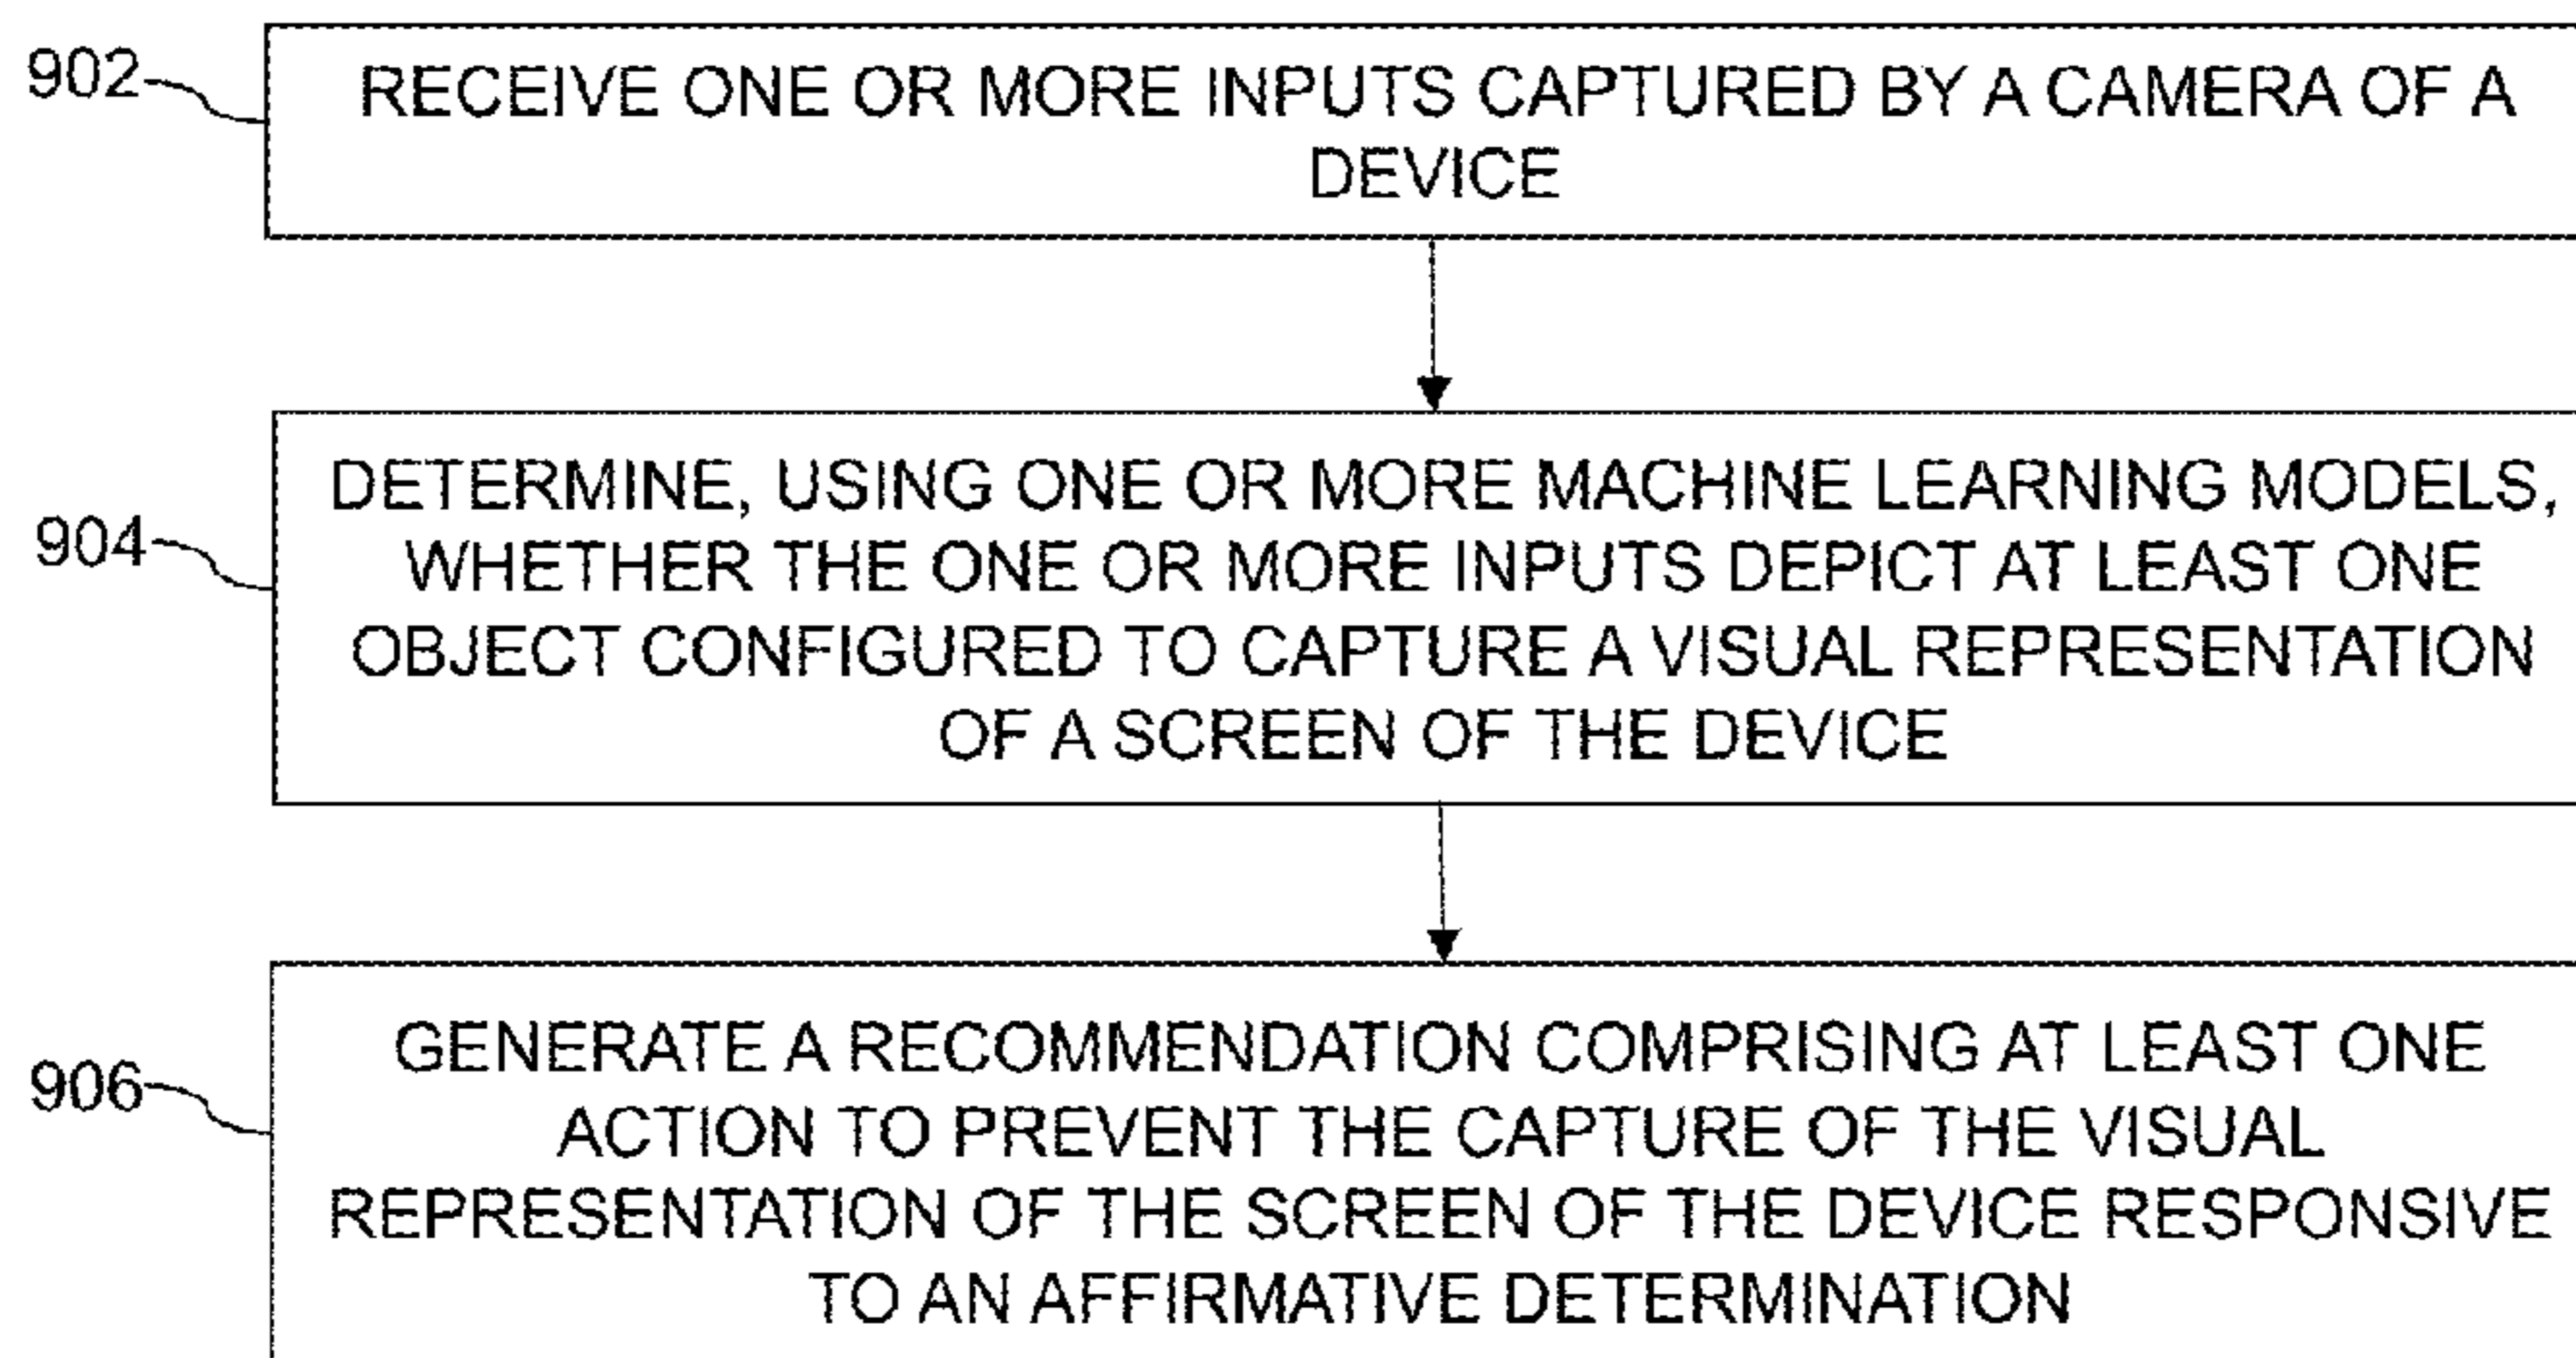 902
RECEIVE ONE OR MORE INPUTS CAPTURED BY A CAMERA OF A
DEVICE
904
DETERMINE, USING ONE OR MORE MACHINE LEARNING MODELS,
WHETHER THE ONE OR MORE INPUTS DEPICT AT LEAST ONE
OBJECT CONFIGURED TO CAPTURE A VISUAL REPRESENTATION
OF A SCREEN OF THE DEVICE
906
GENERATE A RECOMMENDATION COMPRISING AT LEAST ONE
ACTION TO PREVENT THE CAPTURE OF THE VISUAL
REPRESENTATION OF THE SCREEN OF THE DEVICE RESPONSIVE
TO AN AFFIRMATIVE DETERMINATION